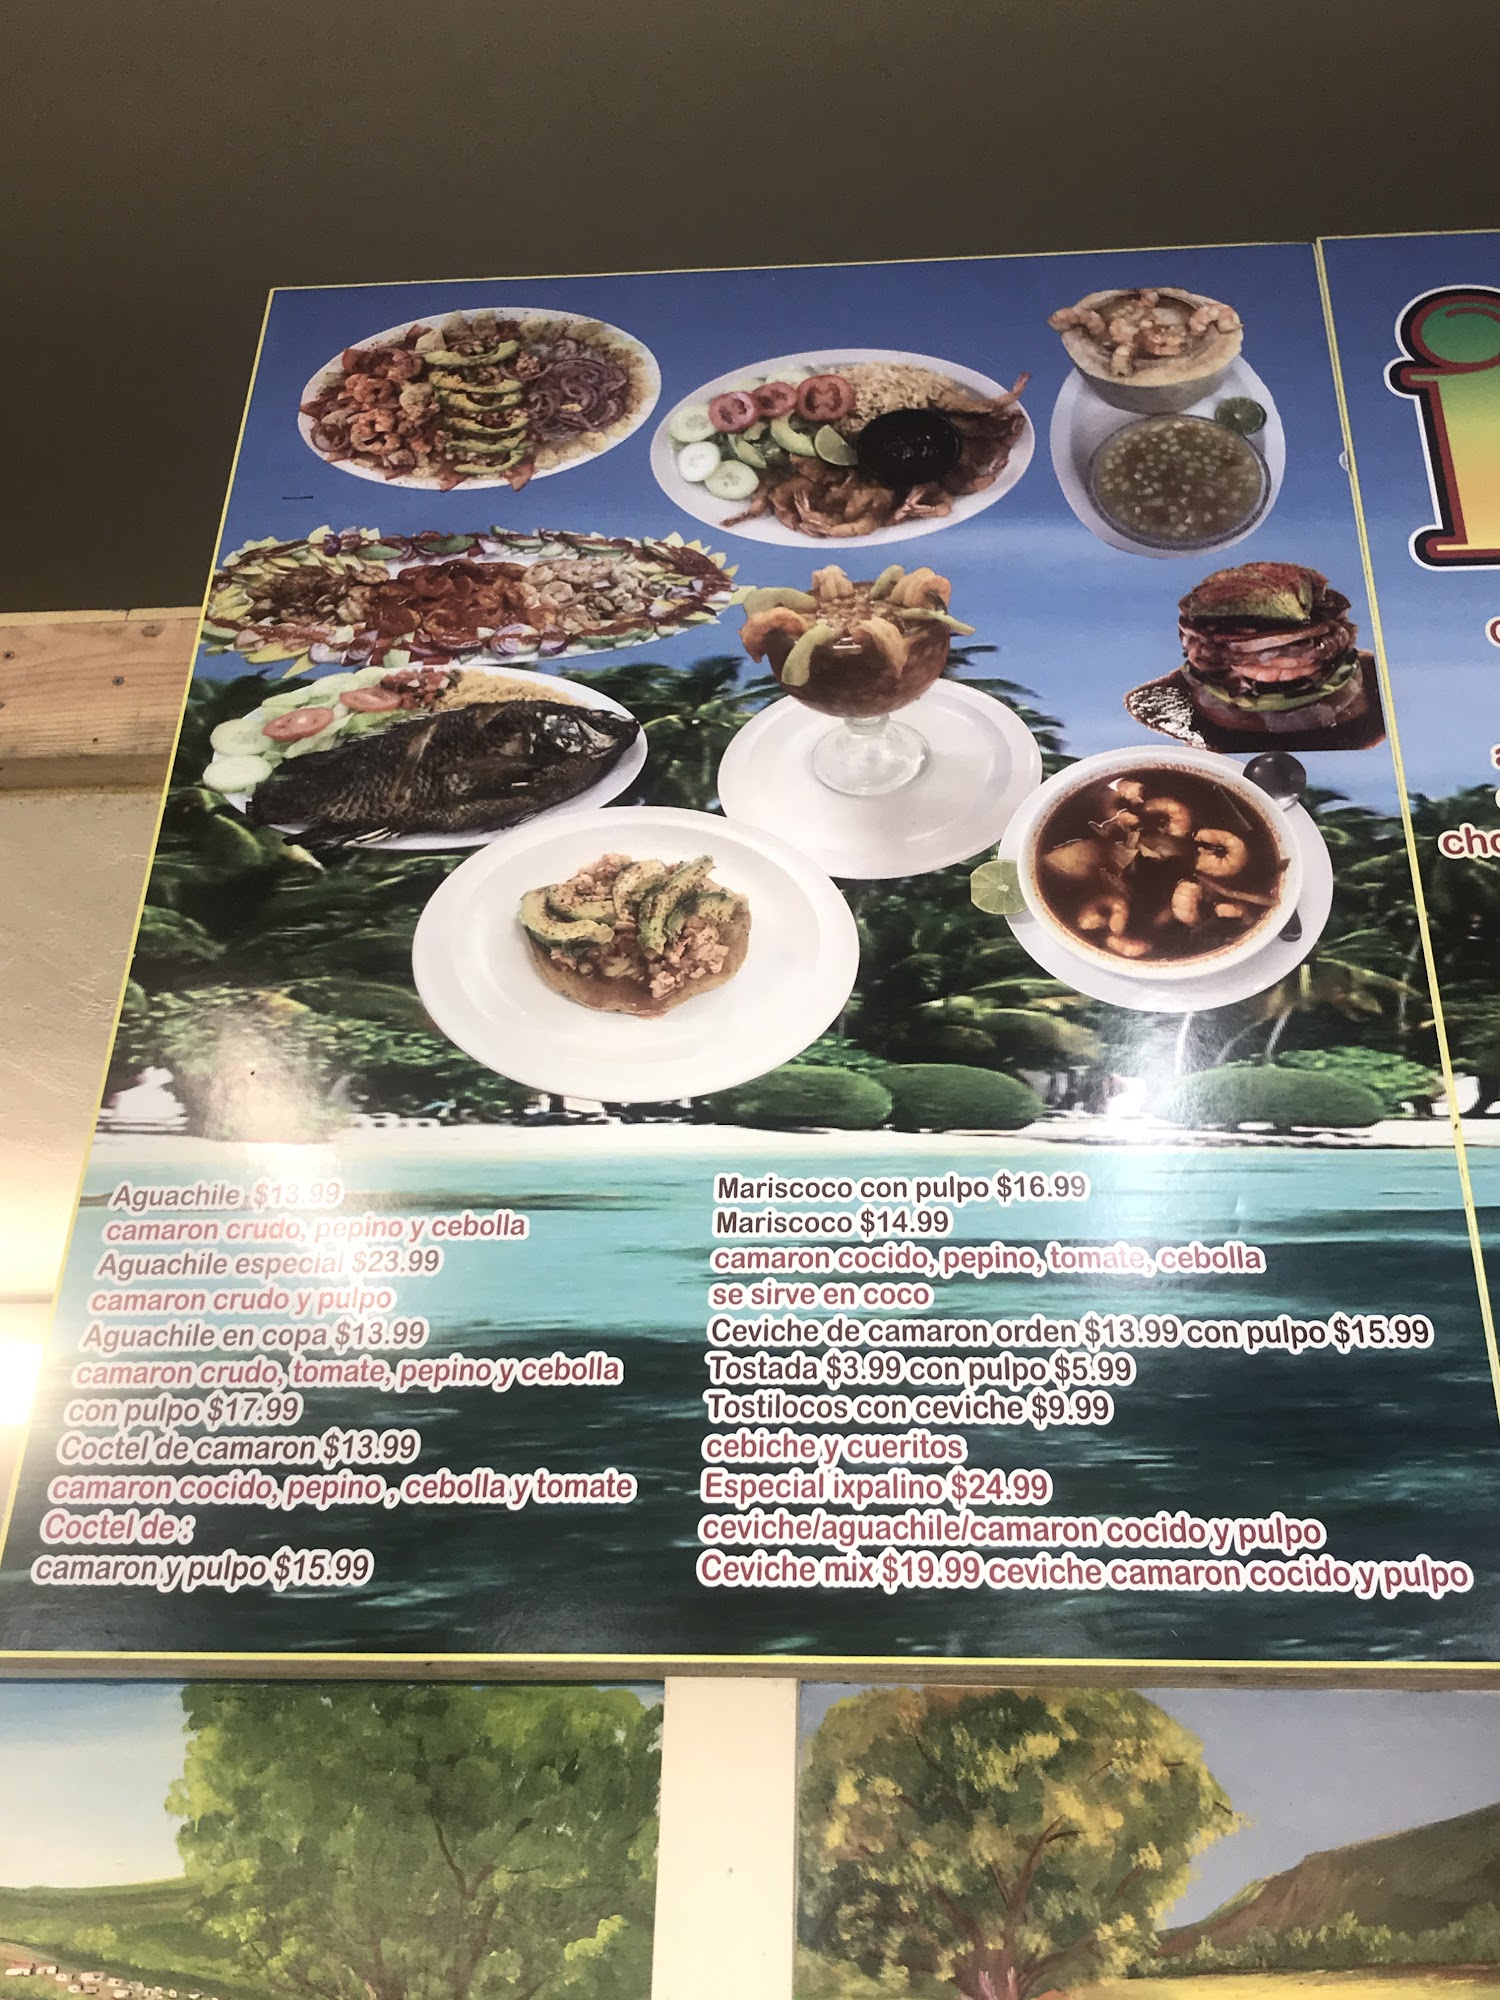 Aguachile $13.99
camaron crudo, pepino y cebolla
Aguachile especial $23.99
camaron crudo y pulpo
Aguachile en copa $13.99
camaron crudo, tomate, pepino y cebolla
con pulpo $17.99
Coctel de camaron $13.99
camaron cocido, pepino , cebolla y tomate
Coctel de :
camaron y pulpo $15.99
Mariscoco con pulpo $16.99
Mariscoco $14.99
camaron cocido, pepino, tomate, cebolla
se sirve en coco
Ceviche de camaron orden $13.99 con pulpo $15.99
Tostada $3.99 con pulpo $5.99
Tostilocos con ceviche $9.99
cebiche y cueritos
Especial ixpalino $24.99
ceviche/aguachile/camaron cocido y pulpo
Ceviche mix $19.99 ceviche camaron cocido y pulpo